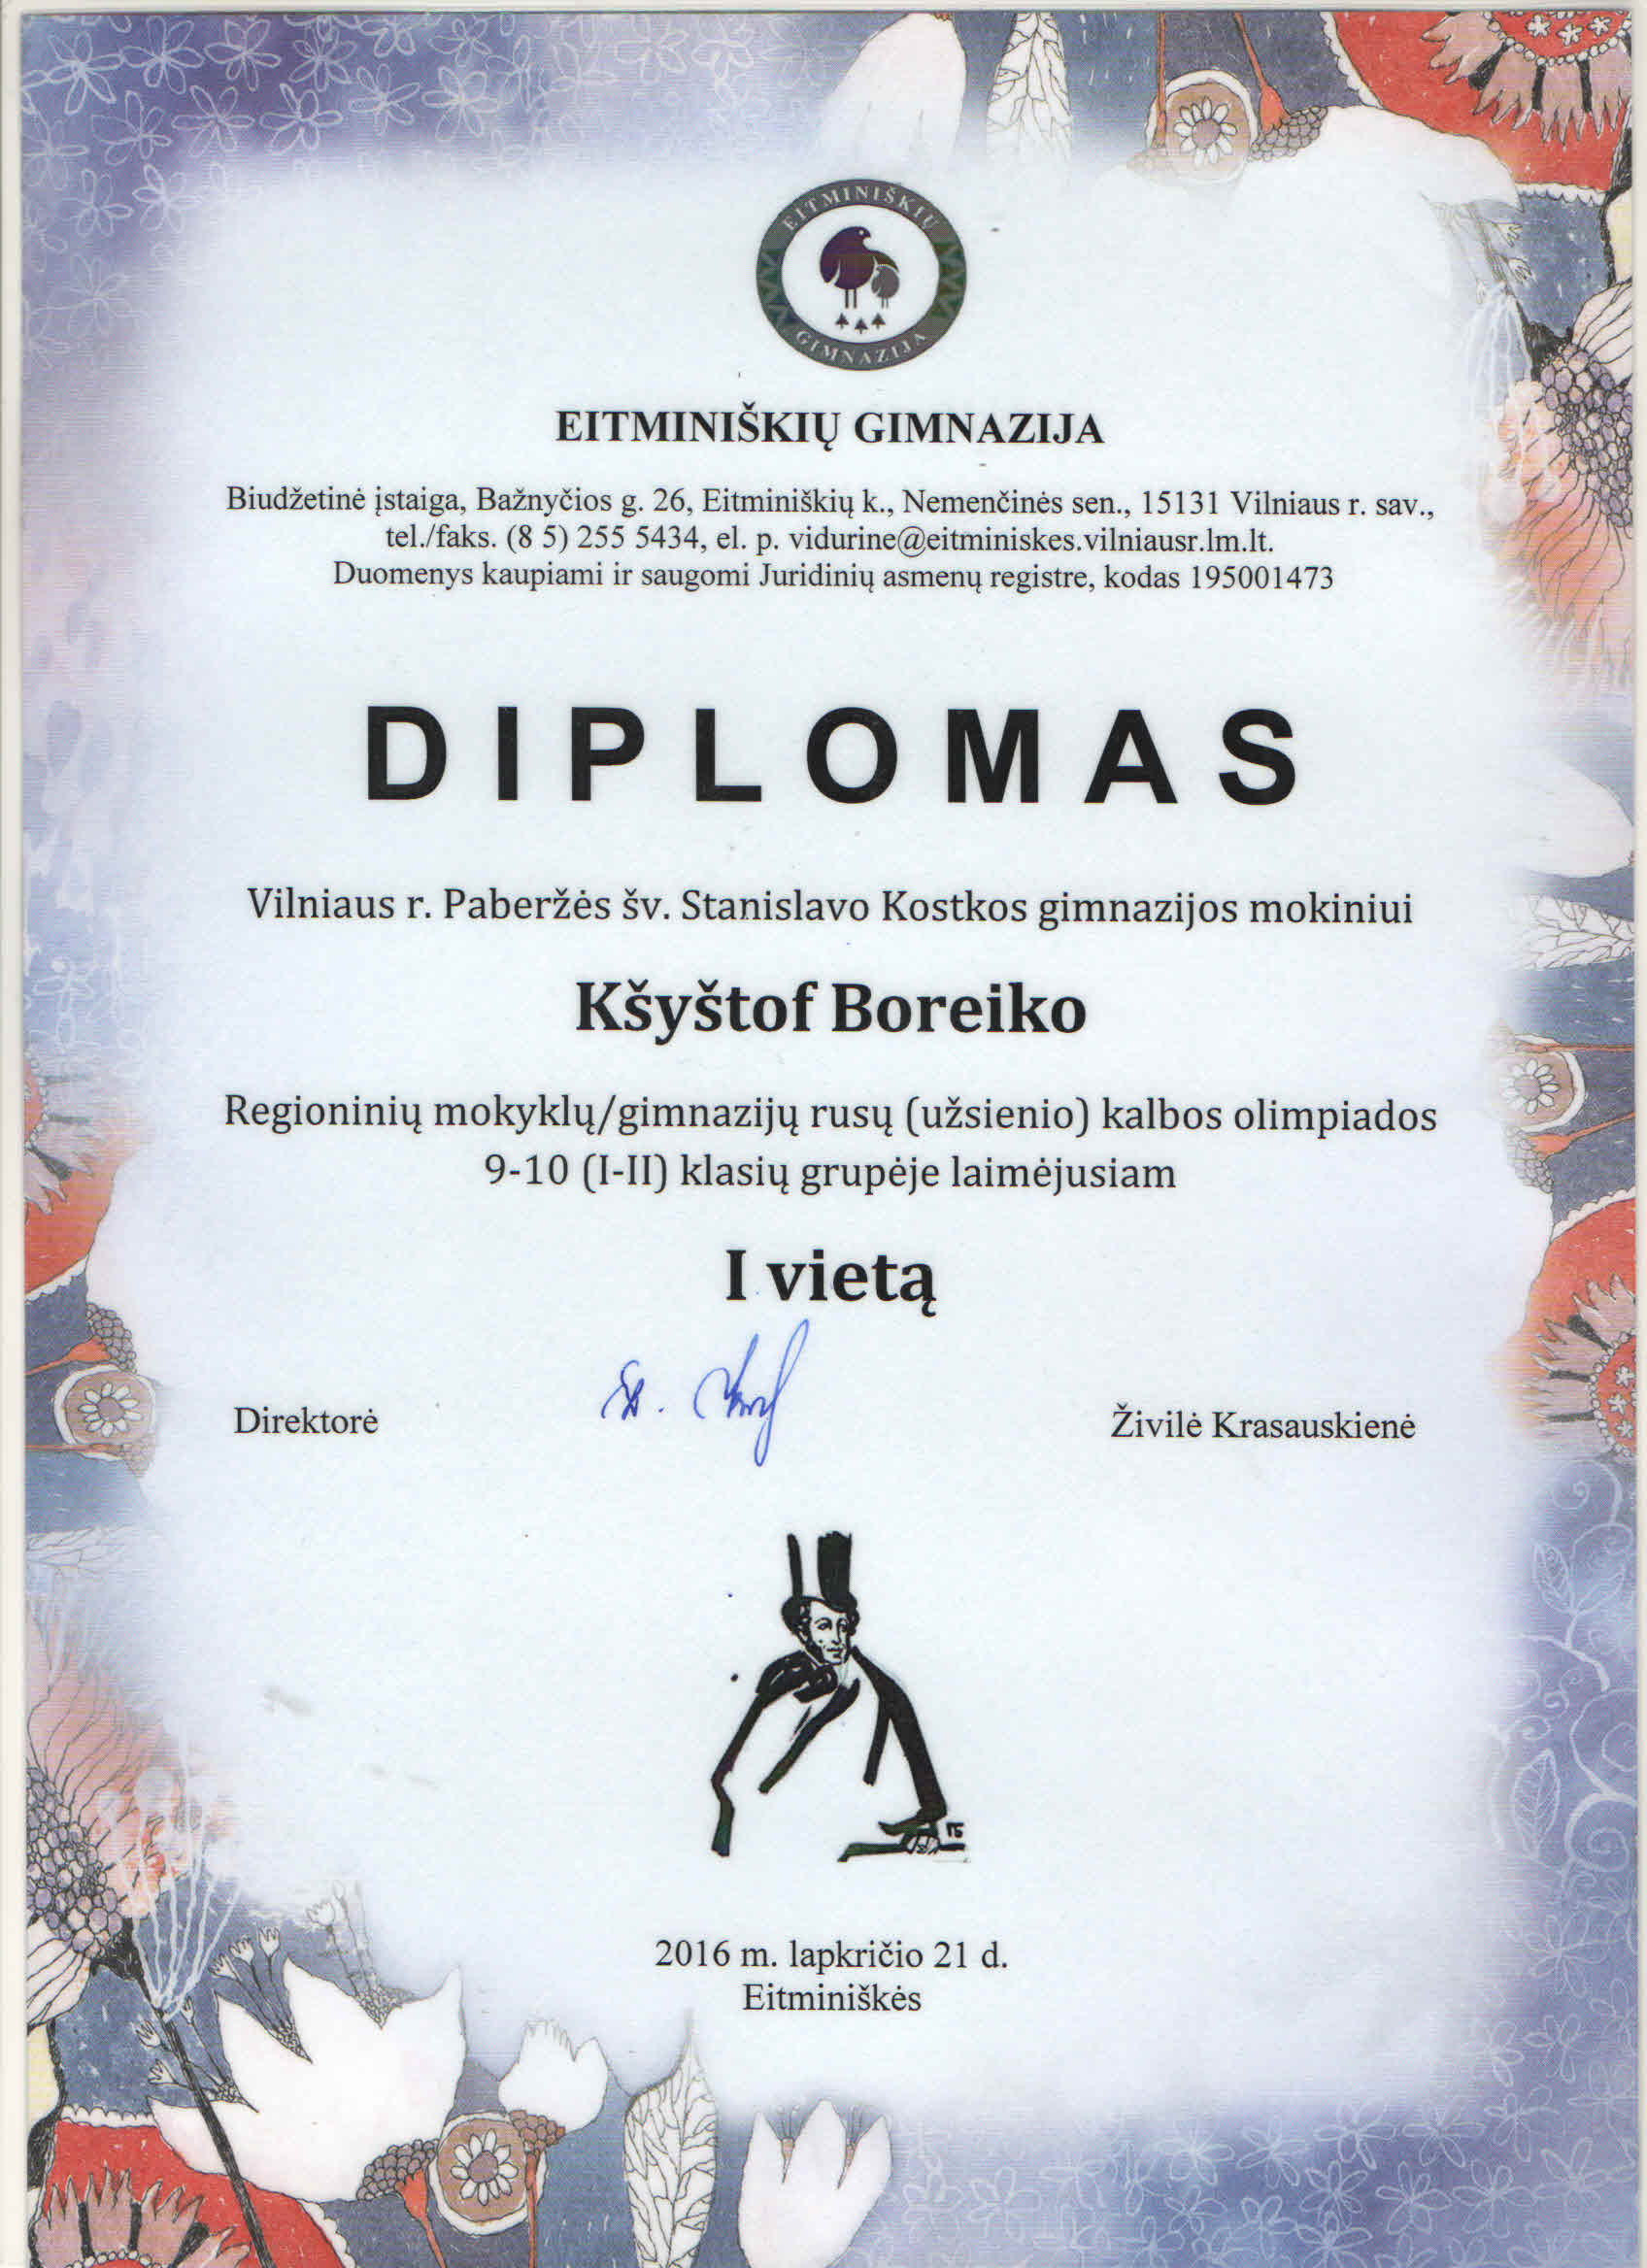 EITMINIŠKIŲ
GIMNAZIJA
EITMINIŠKIŲ GIMNAZIJA
Biudžetinė įstaiga, Bažnyčios g. 26, Eitminiškių k., Nemenčinės sen., 15131 Vilniaus r. sav.,
tel./faks. (8 5) 255 5434, el. p. vidurine@eitminiskes.vilniausr.lm.lt.
Duomenys kaupiami ir saugomi Juridinių asmenų registre, kodas 195001473
DIPLOMAS
Vilniaus r. Paberžės šv. Stanislavo Kostkos gimnazijos mokiniui
Kšyštof Boreiko
Regioninių mokyklų/gimnazijų rusų (užsienio) kalbos olimpiados
9-10 (I-II) klasių grupėje laimėjusiam
I vietą
Direktorė Živilė Krasauskienė
2016 m. lapkričio 21 d.
Eitminiškės